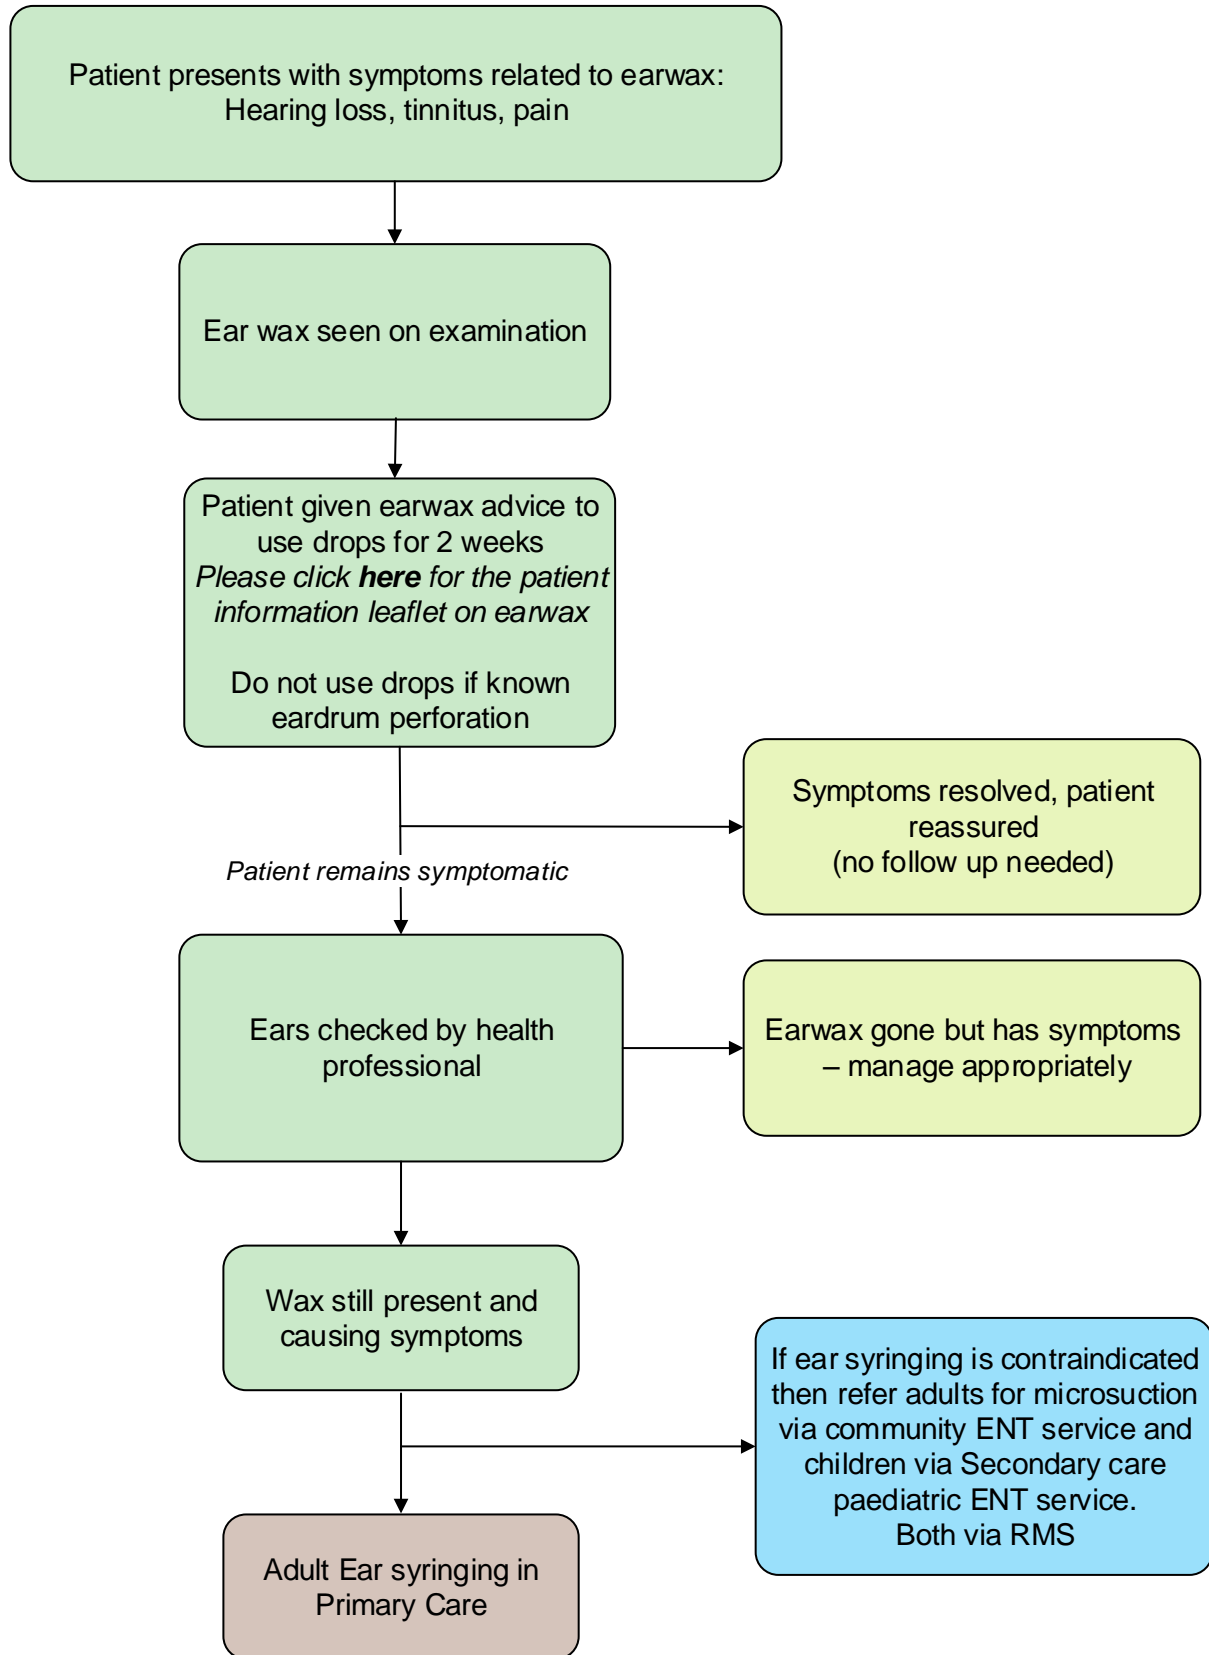 Patient presents with symptoms related to earwax:
Hearing loss, tinnitus, pain
Ear wax seen on examination
Patient given earwax advice to
use drops for 2 weeks
Please click here for the patient
information leaflet on earwax
Do not use drops if known
eardrum perforation
Symptoms resolved, patient
reassured
(no follow up needed)
Patient remains symptomatic
Ears checked by health
professional
Earwax gone but has symptoms
– manage appropriately
Wax still present and
causing symptoms
If ear syringing is contraindicated
then refer adults for microsuction
via community ENT service and
children via Secondary care
paediatric ENT service.
Both via RMS
Adult Ear syringing in
Primary Care